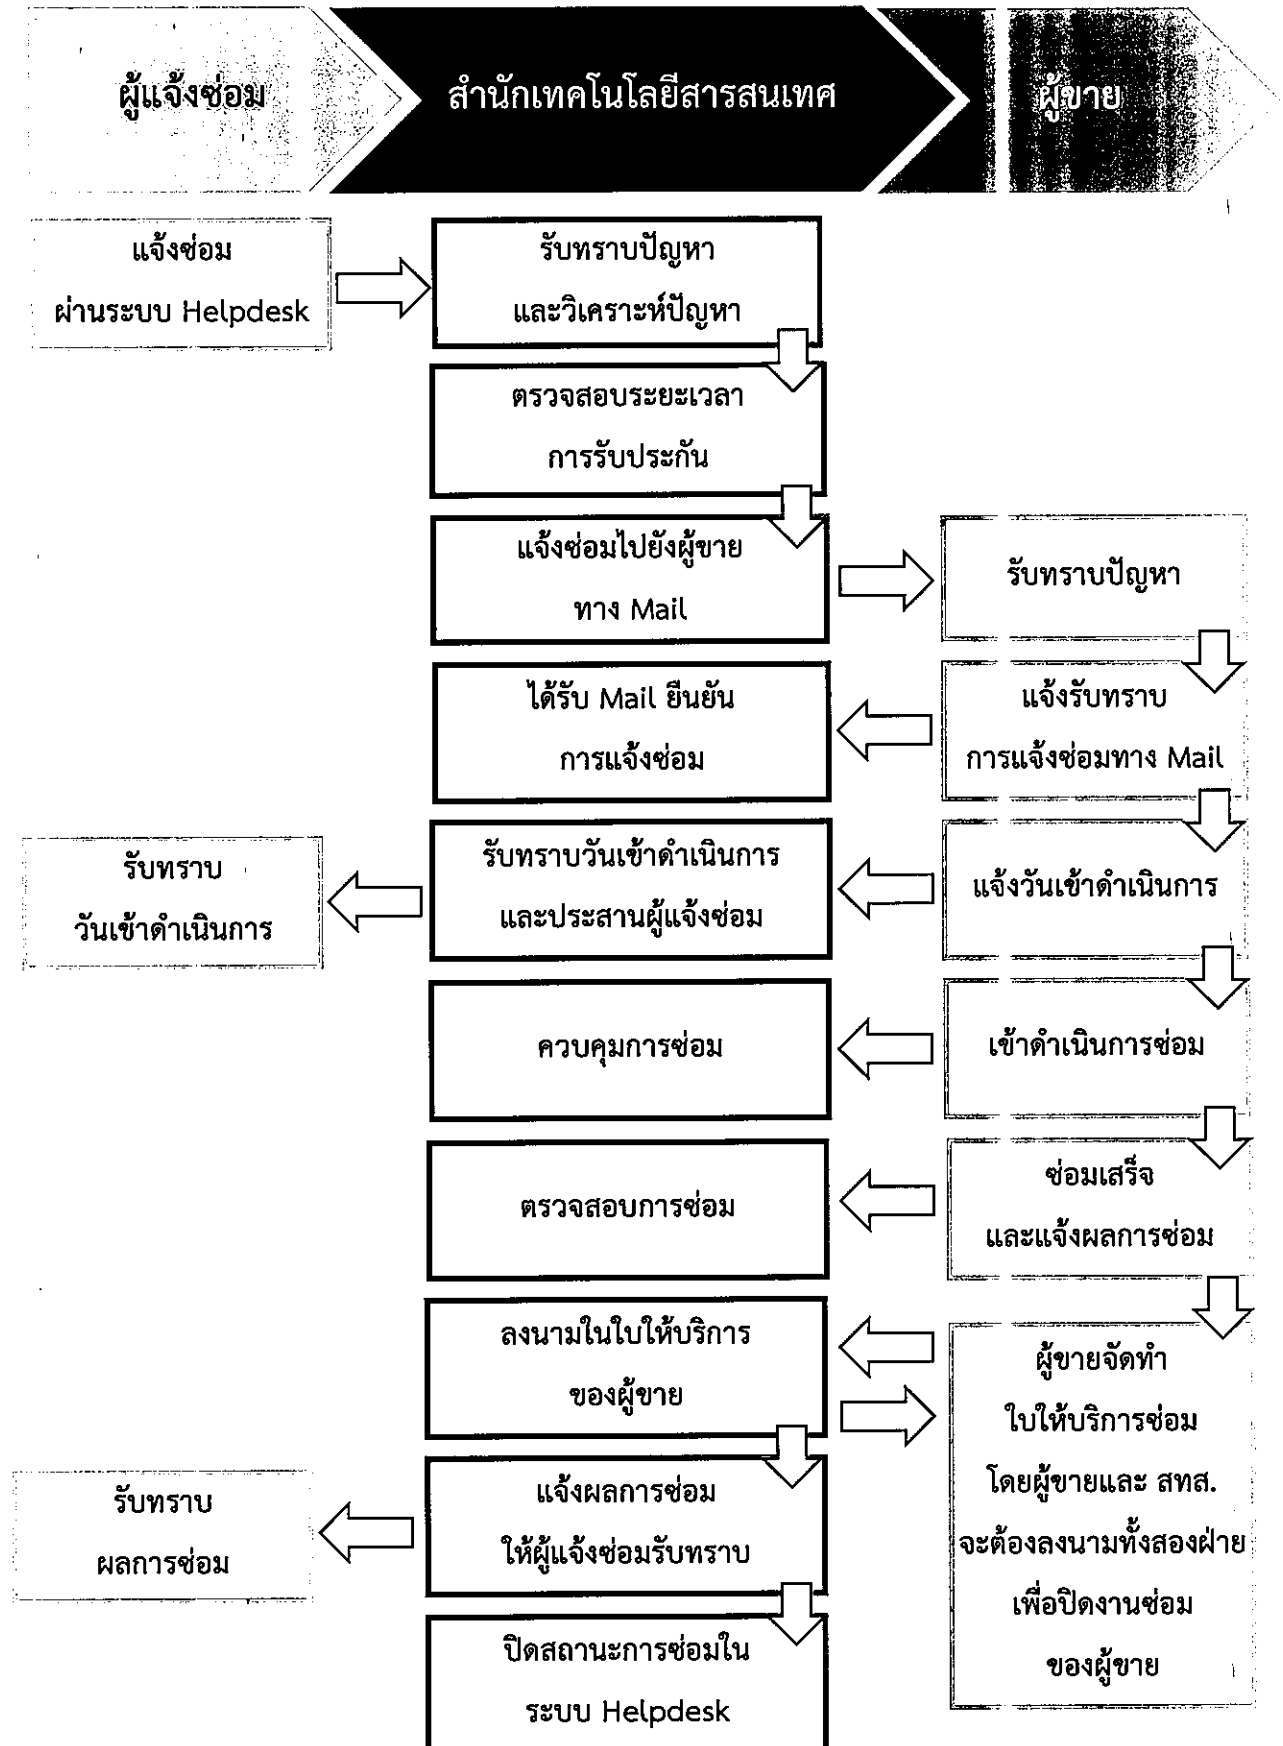 ผู้แจ้งซ่อม
สำนักเทคโนโลยีสารสนเทศ
ผู้ขาย
แจ้งซ่อม
ผ่านระบบ Helpdesk
รับทราบปัญหา
และวิเคราะห์ปัญหา
ตรวจสอบระยะเวลา
การรับประกัน
แจ้งซ่อมไปยังผู้ขาย
ทาง Mail
รับทราบปัญหา
แจ้งรับทราบ
การแจ้งซ่อมทาง Mail
ได้รับ Mail ยืนยัน
การแจ้งซ่อม
แจ้งวันเข้าดำเนินการ
รับทราบวันเข้าดำเนินการ
และประสานผู้แจ้งซ่อม
รับทราบ
วันเข้าดำเนินการ
เข้าดำเนินการซ่อม
ควบคุมการซ่อม
ซ่อมเสร็จ
และแจ้งผลการซ่อม
ตรวจสอบการซ่อม
ผู้ขายจัดทำ
ใบให้บริการซ่อม
โดยผู้ขายและ สทส.
จะต้องลงนามทั้งสองฝ่าย
เพื่อปิดงานซ่อม
ของผู้ขาย
ลงนามในใบให้บริการ
ของผู้ขาย
แจ้งผลการซ่อม
ให้ผู้แจ้งซ่อมรับทราบ
รับทราบ
ผลการซ่อม
ปิดสถานะการซ่อมใน
ระบบ Helpdesk